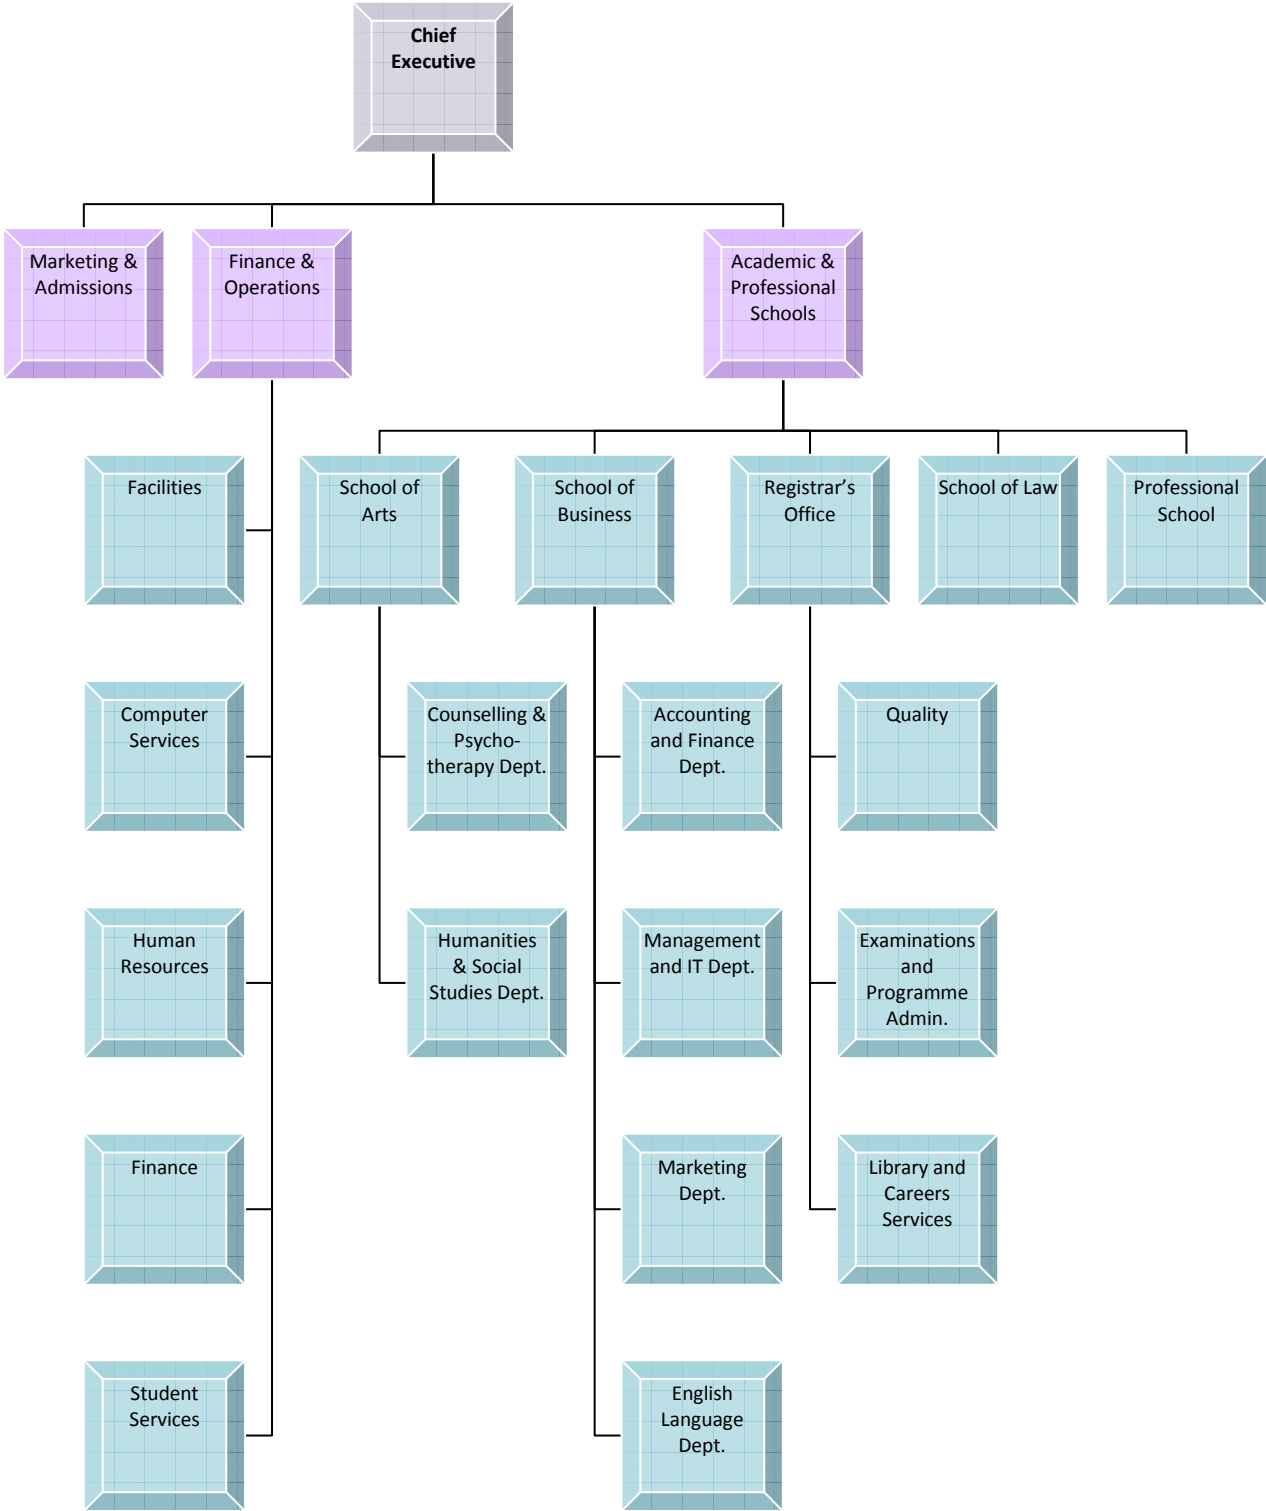 Chief
Executive
Marketing &
Admissions
Finance &
Operations
Academic &
Professional
Schools
Facilities
School of
Arts
School of
Business
Registrar’s
Office
School of Law
Professional
School
Computer
Services
Counselling &
Psycho-
therapy Dept.
Accounting
and Finance
Dept.
Quality
Human
Resources
Humanities
& Social
Studies Dept.
Management
and IT Dept.
Examinations
and
Programme
Admin.
Finance
Marketing
Dept.
Library and
Careers
Services
Student
Services
English
Language
Dept.